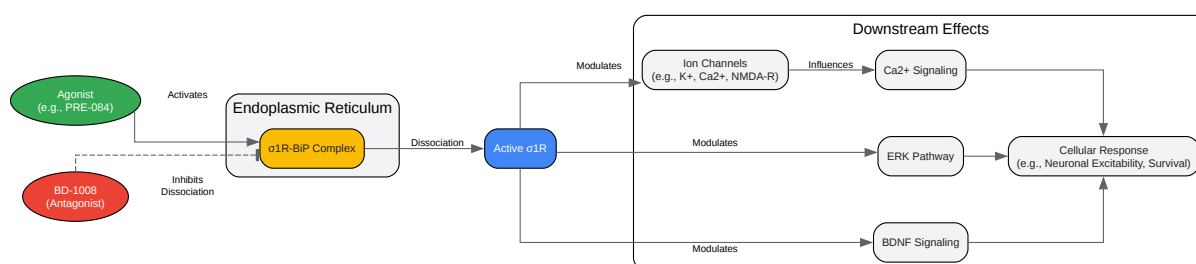 Downstream Effects
Ion Channels
(e.g., K+, Ca2+, NMDA-R)
Modulates
Influences
Ca2+ Signaling
Agonist
(e.g., PRE-084)
Activates
Endoplasmic Reticulum
σ1R-BiP Complex
Dissociation
Active σ1R
Modulates
ERK Pathway
Cellular Response
(e.g., Neuronal Excitability, Survival)
BD-1008
(Antagonist)
Inhibits
Dissociation
Modulates
BDNF Signaling